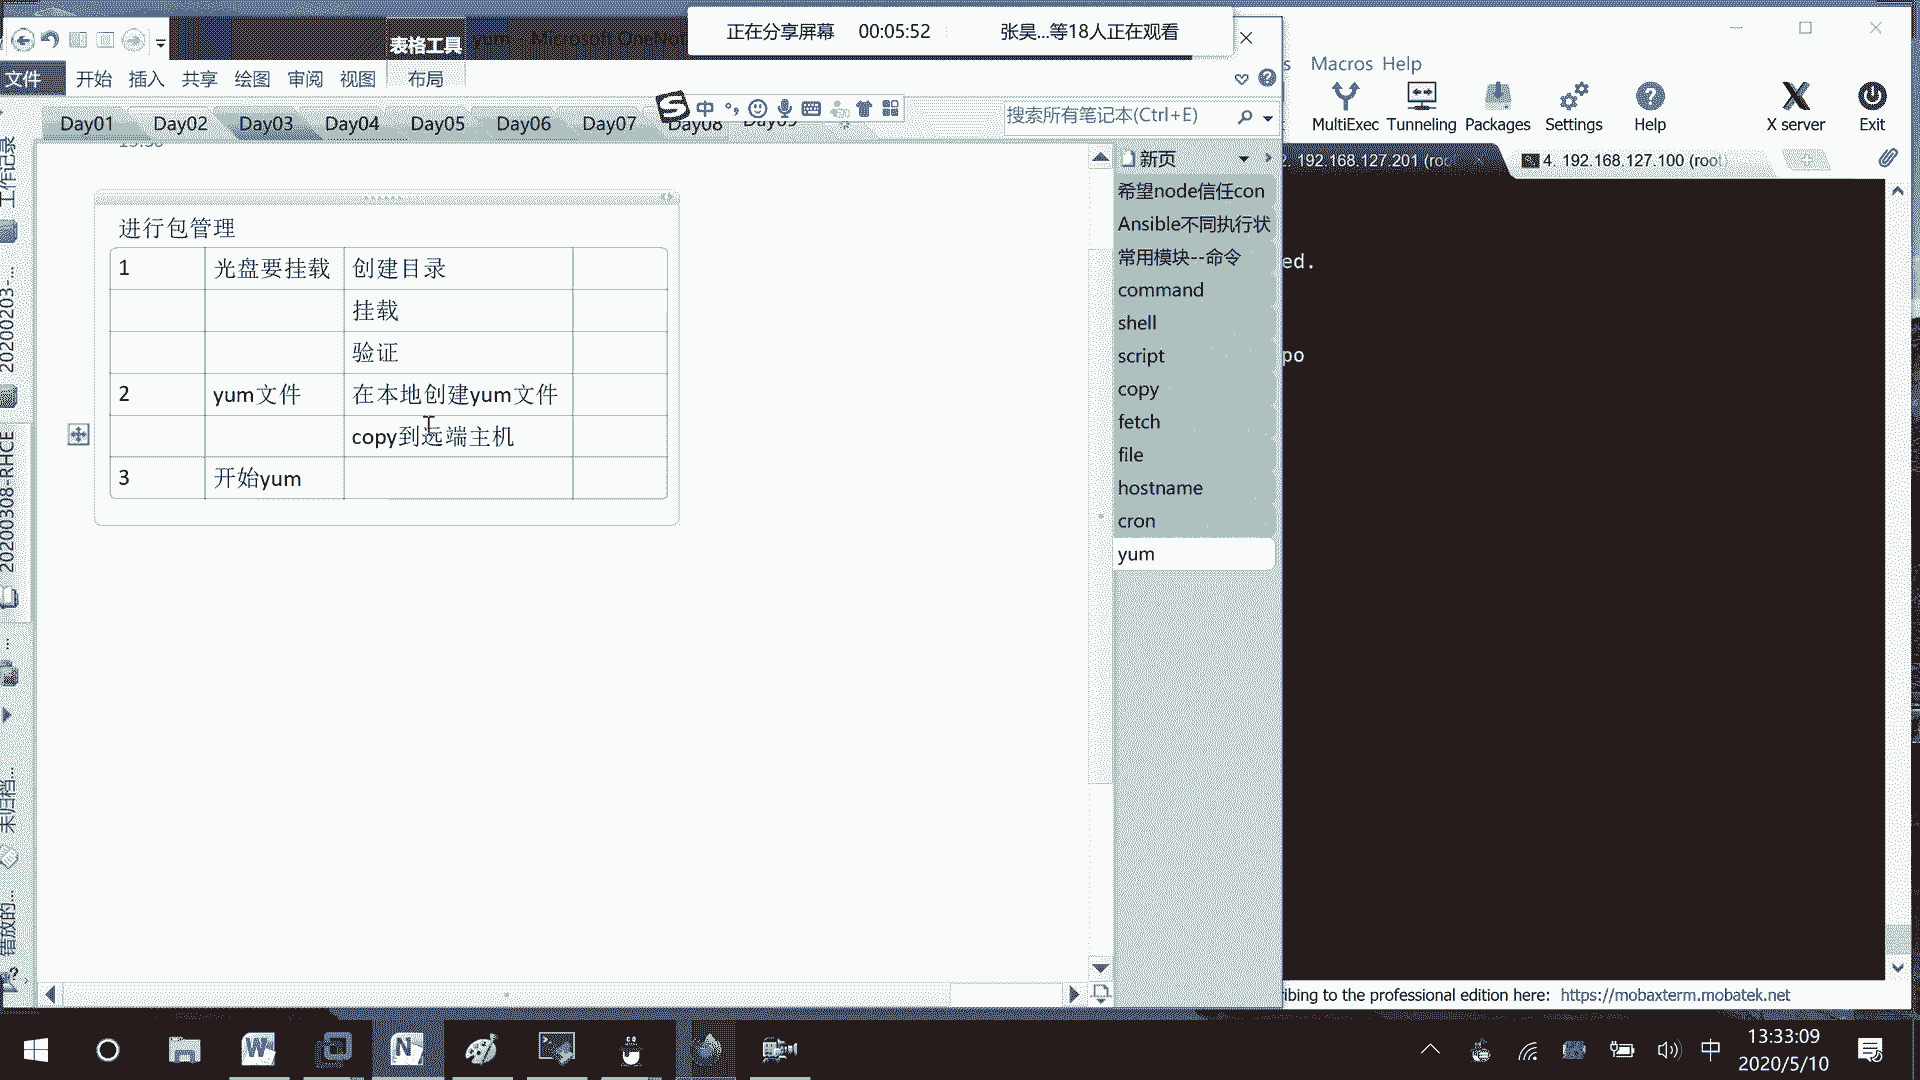 正在分享屏幕 00:05:52 张昊...等18人正在观看
表格工具
yum - Microsoft OneNot
文件 开始 插入 共享 绘图 审阅 视图 布局
s Macros Help
Day01 Day02 Day03 Day04 Day05 Day06 Day07 Day08 Day09
中
搜索所有笔记本(Ctrl+E)
MultiExec Tunneling Packages Settings Help X server Exit
2. 192.168.127.201 (roo
4. 192.168.127.100 (root)
工作记录
20200203-...
20200308-RHCE
...
未归档...
错放的...
进行包管理
1 光盘要挂载 创建目录
挂载
验证
2 yum文件 在本地创建yum文件
copy到远端主机
3 开始yum
新页
希望node信任con
Ansible不同执行状
常用模块--命令
command
shell
script
copy
fetch
file
hostname
cron
yum
ed.
po
ibing to the professional edition here: https://mobaxterm.mobatek.net
中
13:33:09
2020/5/10